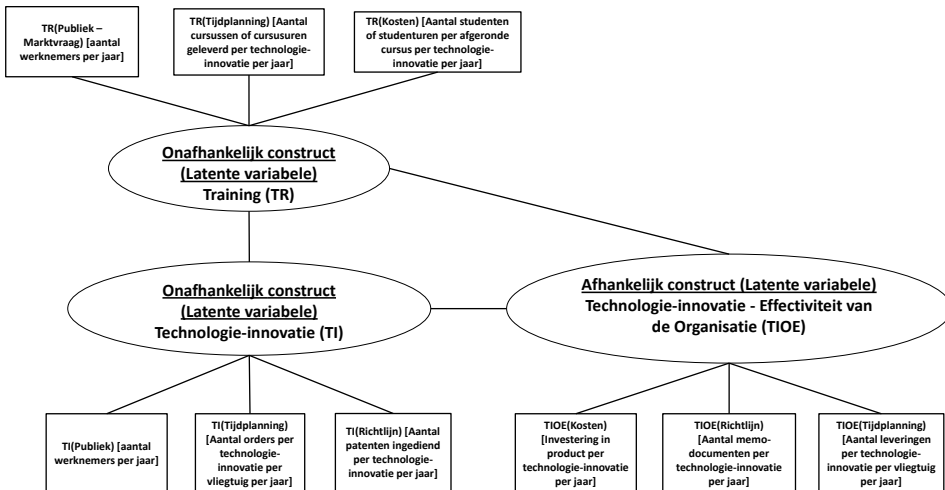 TR(Publiek –
Marktvraag) [aantal
werknemers per jaar]
TR(Tijdplanning) [Aantal
cursussen of cursusuren
geleverd per technologie-
innovatie per jaar]
TR(Kosten) [Aantal studenten
of studenturen per afgeronde
cursus per technologie-
innovatie per jaar]
Onafhankelijk construct
(Latente variabele)
Training (TR)
Onafhankelijk construct
(Latente variabele)
Technologie-innovatie (TI)
Afhankelijk construct (Latente variabele)
Technologie-innovatie - Effectiviteit van
de Organisatie (TIOE)
TI(Publiek) [aantal
werknemers per jaar]
TI(Tijdplanning)
[Aantal orders per
technologie-
innovatie per
vliegtuig per jaar]
TI(Richtlijn) [Aantal
patenten ingediend
per technologie-
innovatie per jaar]
TIOE(Kosten)
[Investering in
product per
technologie-innovatie
per jaar]
TIOE(Richtlijn)
[Aantal memo-
documenten per
technologie-innovatie
per jaar]
TIOE(Tijdplanning)
[Aantal leveringen per
technologie-innovatie
per vliegtuig per jaar]